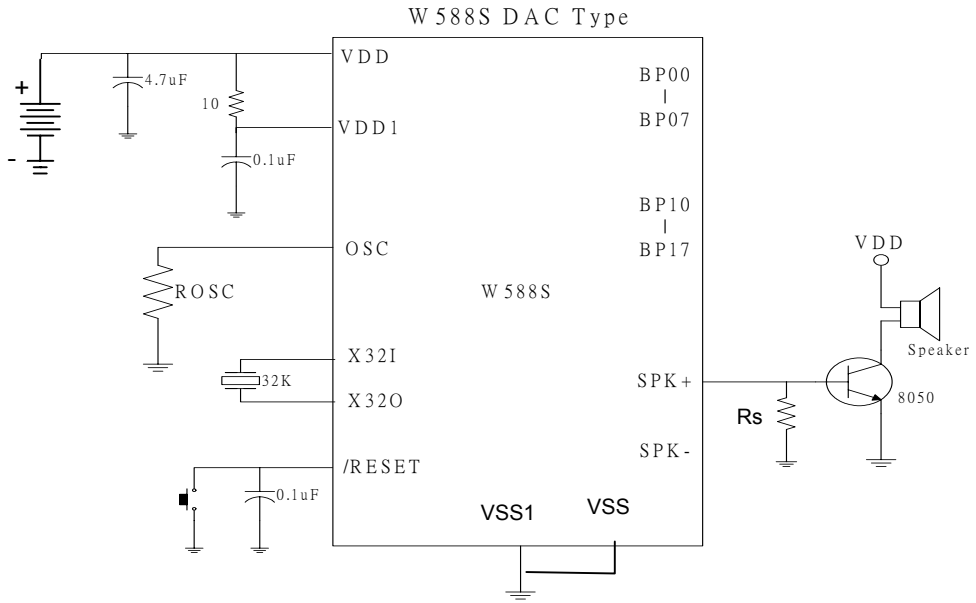 W588S DAC Type
VDD
4.7uF
+
-
10
VDD1
0.1uF
BP00
BP07
BP10
BP17
OSC
ROSC
W588S
VDD
Speaker
X32I
32K
X32O
SPK+
8050
Rs
SPK-
/RESET
0.1uF
VSS1
VSS